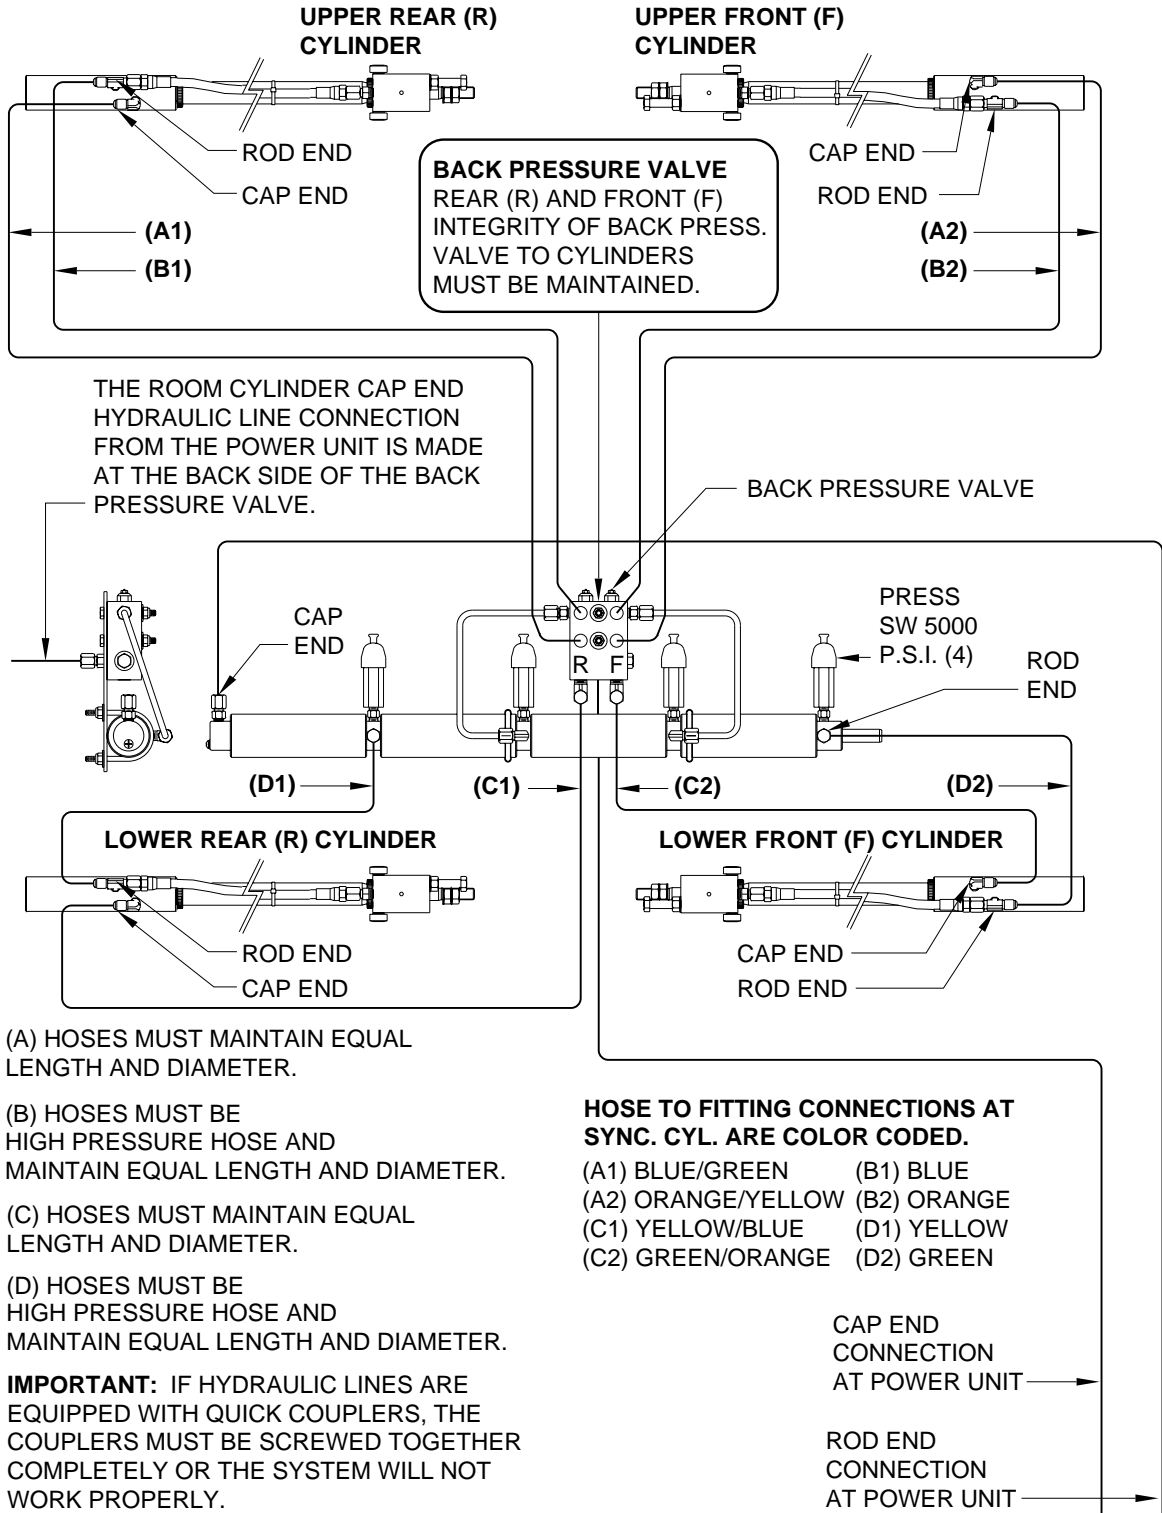 UPPER REAR (R)
CYLINDER
UPPER FRONT (F)
CYLINDER
ROD END
CAP END
CAP END
ROD END
BACK PRESSURE VALVE
REAR (R) AND FRONT (F)
INTEGRITY OF BACK PRESS.
VALVE TO CYLINDERS
MUST BE MAINTAINED.
(A1)
(B1)
(A2)
(B2)
THE ROOM CYLINDER CAP END
HYDRAULIC LINE CONNECTION
FROM THE POWER UNIT IS MADE
AT THE BACK SIDE OF THE BACK
PRESSURE VALVE.
BACK PRESSURE VALVE
CAP
END
PRESS
SW 5000
P.S.I. (4)
ROD
END
R F
(D1)
(C1)
(C2)
(D2)
LOWER REAR (R) CYLINDER
LOWER FRONT (F) CYLINDER
ROD END
CAP END
CAP END
ROD END
(A) HOSES MUST MAINTAIN EQUAL
LENGTH AND DIAMETER.
(B) HOSES MUST BE
HIGH PRESSURE HOSE AND
MAINTAIN EQUAL LENGTH AND DIAMETER.
(C) HOSES MUST MAINTAIN EQUAL
LENGTH AND DIAMETER.
(D) HOSES MUST BE
HIGH PRESSURE HOSE AND
MAINTAIN EQUAL LENGTH AND DIAMETER.
IMPORTANT: IF HYDRAULIC LINES ARE
EQUIPPED WITH QUICK COUPLERS, THE
COUPLERS MUST BE SCREWED TOGETHER
COMPLETELY OR THE SYSTEM WILL NOT
WORK PROPERLY.
HOSE TO FITTING CONNECTIONS AT
SYNC. CYL. ARE COLOR CODED.
(A1) BLUE/GREEN (B1) BLUE
(A2) ORANGE/YELLOW (B2) ORANGE
(C1) YELLOW/BLUE (D1) YELLOW
(C2) GREEN/ORANGE (D2) GREEN
CAP END
CONNECTION
AT POWER UNIT
ROD END
CONNECTION
AT POWER UNIT